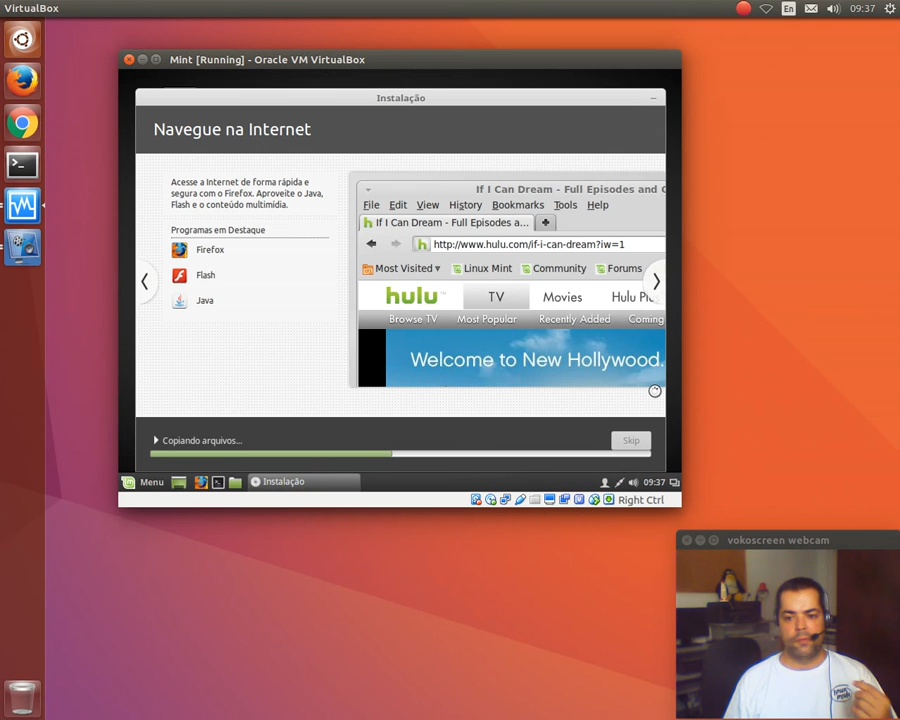 VirtualBox
En
09:37
Mint [Running] - Oracle VM VirtualBox
Instalação
Navegue na Internet
Acesse a Internet de forma rápida e
segura com o Firefox. Aproveite o Java,
Flash e o conteúdo multimídia.
Programas em Destaque
Firefox
Flash
Java
If I Can Dream - Full Episodes and C
File Edit View History Bookmarks Tools Help
If I Can Dream - Full Episodes a...
http://www.hulu.com/if-i-can-dream?iw=1
Most Visited Linux Mint Community Forums
hulu TV Movies Hulu
Browse TV Most Popular Recently Added Coming
Welcome to New Hollywood.
Copiando arquivos...
Skip
Menu
Instalação
09:37
Right Ctrl
vokoscreen webcam